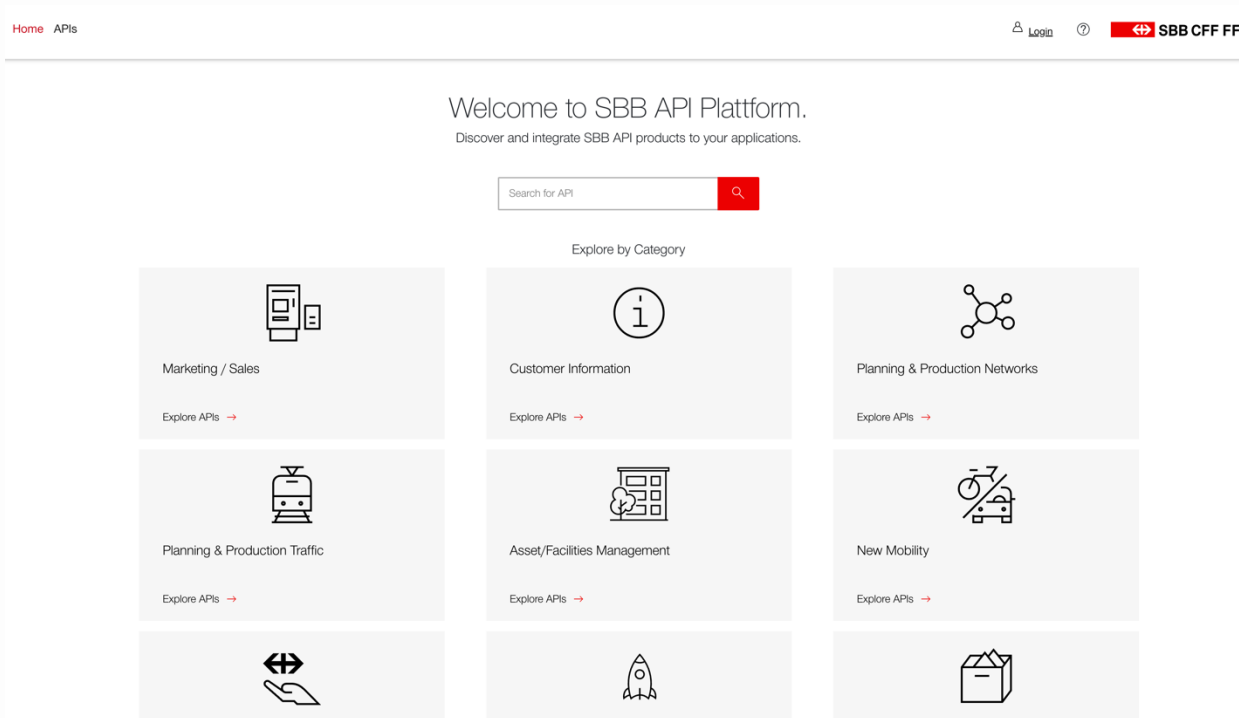 Home APIs Login SBB CFF FF
Welcome to SBB API Plattform.
Discover and integrate SBB API products to your applications.
Search for API
Explore by Category
Marketing / Sales
Explore APIs →
Customer Information
Explore APIs →
Planning & Production Networks
Explore APIs →
Planning & Production Traffic
Explore APIs →
Asset/Facilities Management
Explore APIs →
New Mobility
Explore APIs →